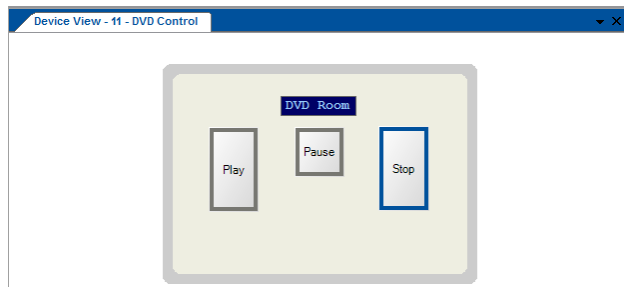 Device View - 11 - DVD Control
DVD Room
Play
Pause
Stop